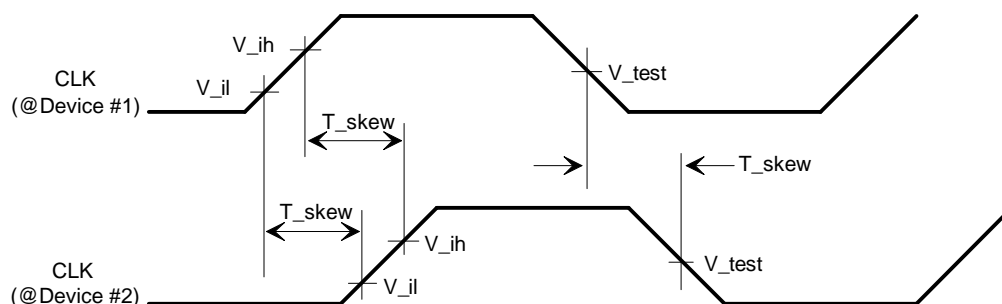 V_ih
V_il
CLK
(@Device #1)
V_test
T_skew
T_skew
T_skew
V_ih
V_il
V_test
CLK
(@Device #2)